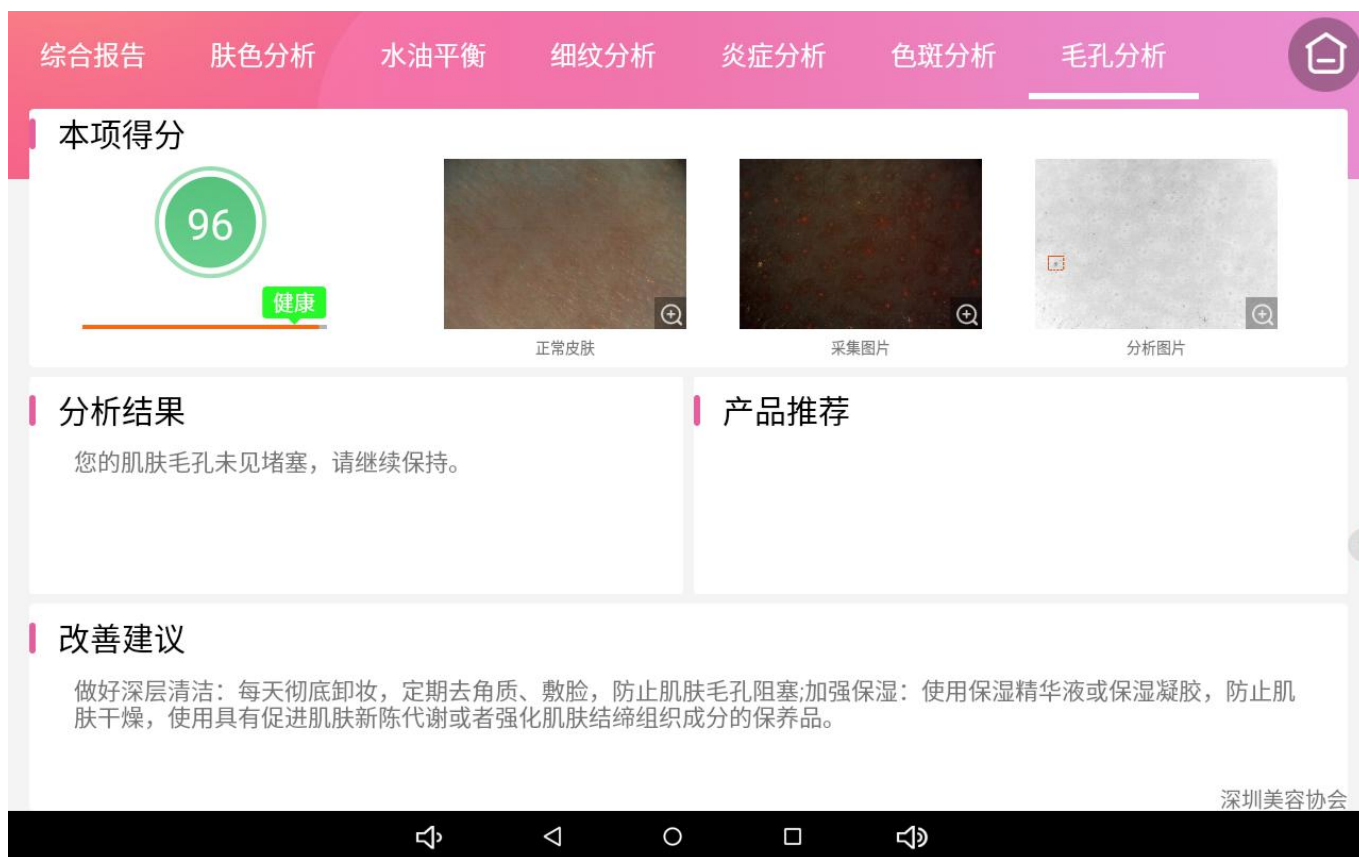 综合报告 肤色分析 水油平衡 细纹分析 炎症分析 色斑分析 毛孔分析
本项得分
96
健康
正常皮肤 采集图片 分析图片
分析结果 产品推荐
您的肌肤毛孔未见堵塞，请继续保持。
改善建议
做好深层清洁：每天彻底卸妆，定期去角质、敷脸，防止肌肤毛孔阻塞;加强保湿：使用保湿精华液或保湿凝胶，防止肌
肤干燥，使用具有促进肌肤新陈代谢或者强化肌肤结缔组织成分的保养品。
深圳美容协会